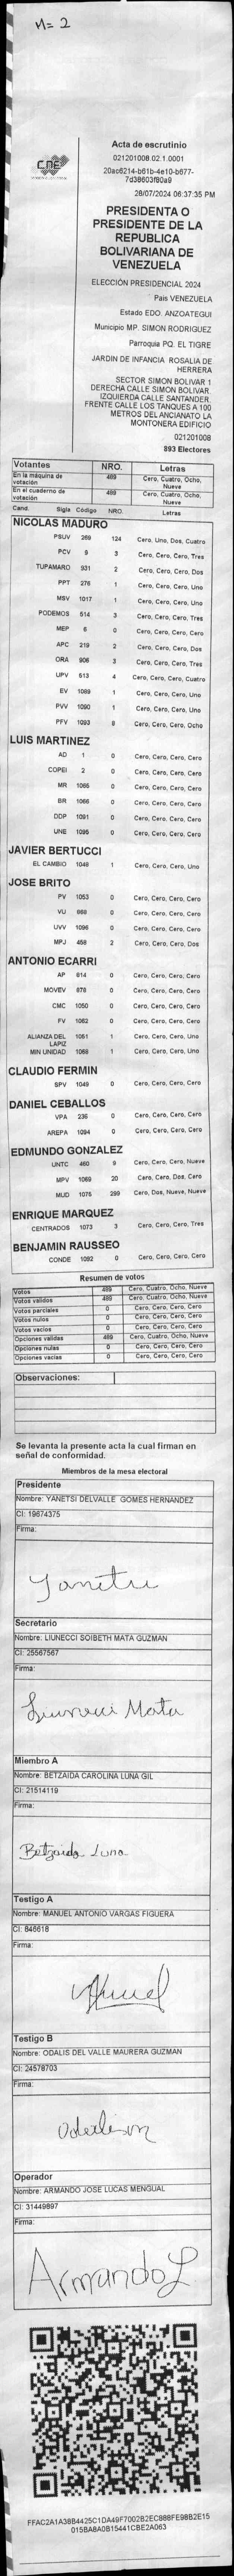 M= 2
CNE
Acta de escrutinio
021201008.02.1.0001
20ac6214-b61b-4e10-b677-
7d38603f80a9
28/07/2024 06:37:35 PM
PRESIDENTA O
PRESIDENTE DE LA
REPUBLICA
BOLIVARIANA DE
VENEZUELA
ELECCIÓN PRESIDENCIAL 2024
Pais VENEZUELA
Estado EDO. ANZOATEGUI
Municipio MP. SIMON RODRIGUEZ
Parroquia PQ. EL TIGRE
JARDIN DE INFANCIA ROSALIA DE
HERRERA
SECTOR SIMON BOLIVAR 1
DERECHA CALLE SIMON BOLIVAR.
IZQUIERDA CALLE SANTANDER.
FRENTE CALLE LOS TANQUES A 100
METROS DEL ANCIANATO LA
MONTONERA EDIFICIO
021201008
893 Electores
Votantes NRO. Letras
En la máquina de votación 489 Cero, Cuatro, Ocho, Nueve
En el cuaderno de votación 489 Cero, Cuatro, Ocho, Nueve
Cand. Sigla Código NRO. Letras
NICOLAS MADURO
PSUV 269 124 Cero, Uno, Dos, Cuatro
PCV 9 3 Cero, Cero, Cero, Tres
TUPAMARO 931 2 Cero, Cero, Cero, Dos
PPT 276 1 Cero, Cero, Cero, Uno
MSV 1017 1 Cero, Cero, Cero, Uno
PODEMOS 514 3 Cero, Cero, Cero, Tres
MEP 6 0 Cero, Cero, Cero, Cero
APC 219 2 Cero, Cero, Cero, Dos
ORA 906 3 Cero, Cero, Cero, Tres
UPV 613 4 Cero, Cero, Cero, Cuatro
EV 1089 1 Cero, Cero, Cero, Uno
PVV 1090 1 Cero, Cero, Cero, Uno
PFV 1093 8 Cero, Cero, Cero, Ocho
LUIS MARTINEZ
AD 1 0 Cero, Cero, Cero, Cero
COPEI 2 0 Cero, Cero, Cero, Cero
MR 1065 0 Cero, Cero, Cero, Cero
BR 1066 0 Cero, Cero, Cero, Cero
DDP 1091 0 Cero, Cero, Cero, Cero
UNE 1095 0 Cero, Cero, Cero, Cero
JAVIER BERTUCCI
EL CAMBIO 1048 1 Cero, Cero, Cero, Uno
JOSE BRITO
PV 1053 0 Cero, Cero, Cero, Cero
VU 868 0 Cero, Cero, Cero, Cero
UVV 1096 0 Cero, Cero, Cero, Cero
MPJ 458 2 Cero, Cero, Cero, Dos
ANTONIO ECARRI
AP 814 0 Cero, Cero, Cero, Cero
MOVEV 878 0 Cero, Cero, Cero, Cero
CMC 1050 0 Cero, Cero, Cero, Cero
FV 1062 0 Cero, Cero, Cero, Cero
ALIANZA DEL LAPIZ 1051 1 Cero, Cero, Cero, Uno
MIN UNIDAD 1068 1 Cero, Cero, Cero, Uno
CLAUDIO FERMIN
SPV 1049 0 Cero, Cero, Cero, Cero
DANIEL CEBALLOS
VPA 236 0 Cero, Cero, Cero, Cero
AREPA 1094 0 Cero, Cero, Cero, Cero
EDMUNDO GONZALEZ
UNTC 460 9 Cero, Cero, Cero, Nueve
MPV 1069 20 Cero, Cero, Dos, Cero
MUD 1075 299 Cero, Dos, Nueve, Nueve
ENRIQUE MARQUEZ
CENTRADOS 1073 3 Cero, Cero, Cero, Tres
BENJAMIN RAUSSEO
CONDE 1092 0 Cero, Cero, Cero, Cero
Resumen de votos
Votos 489 Cero, Cuatro, Ocho, Nueve
Votos validos 489 Cero, Cuatro, Ocho, Nueve
Votos parciales 0 Cero, Cero, Cero, Cero
Votos nulos 0 Cero, Cero, Cero, Cero
Votos vacios 0 Cero, Cero, Cero, Cero
Opciones validas 489 Cero, Cuatro, Ocho, Nueve
Opciones nulas 0 Cero, Cero, Cero, Cero
Opciones vacias 0 Cero, Cero, Cero, Cero
Observaciones:
Se levanta la presente acta la cual firman en
señal de conformidad.
Miembros de la mesa electoral
Presidente
Nombre: YANETSI DELVALLE GOMES HERNANDEZ
CI: 19674375
Firma:
Secretario
Nombre: LIUNECCI SOIBETH MATA GUZMAN
CI: 25567567
Firma:
Liunecci Mata
Miembro A
Nombre: BETZAIDA CAROLINA LUNA GIL
CI: 21514119
Firma:
Betzaida Luna
Testigo A
Nombre: MANUEL ANTONIO VARGAS FIGUERA
CI: 846618
Firma:
Testigo B
Nombre: ODALIS DEL VALLE MAURERA GUZMAN
CI: 24578703
Firma:
Operador
Nombre: ARMANDO JOSE LUCAS MENGUAL
CI: 31449897
Firma:
Armando L
FFAC2A1A38B4425C1DA49F7002B2EC888FE98B2E15
015BA8A0B15441CBE2A063